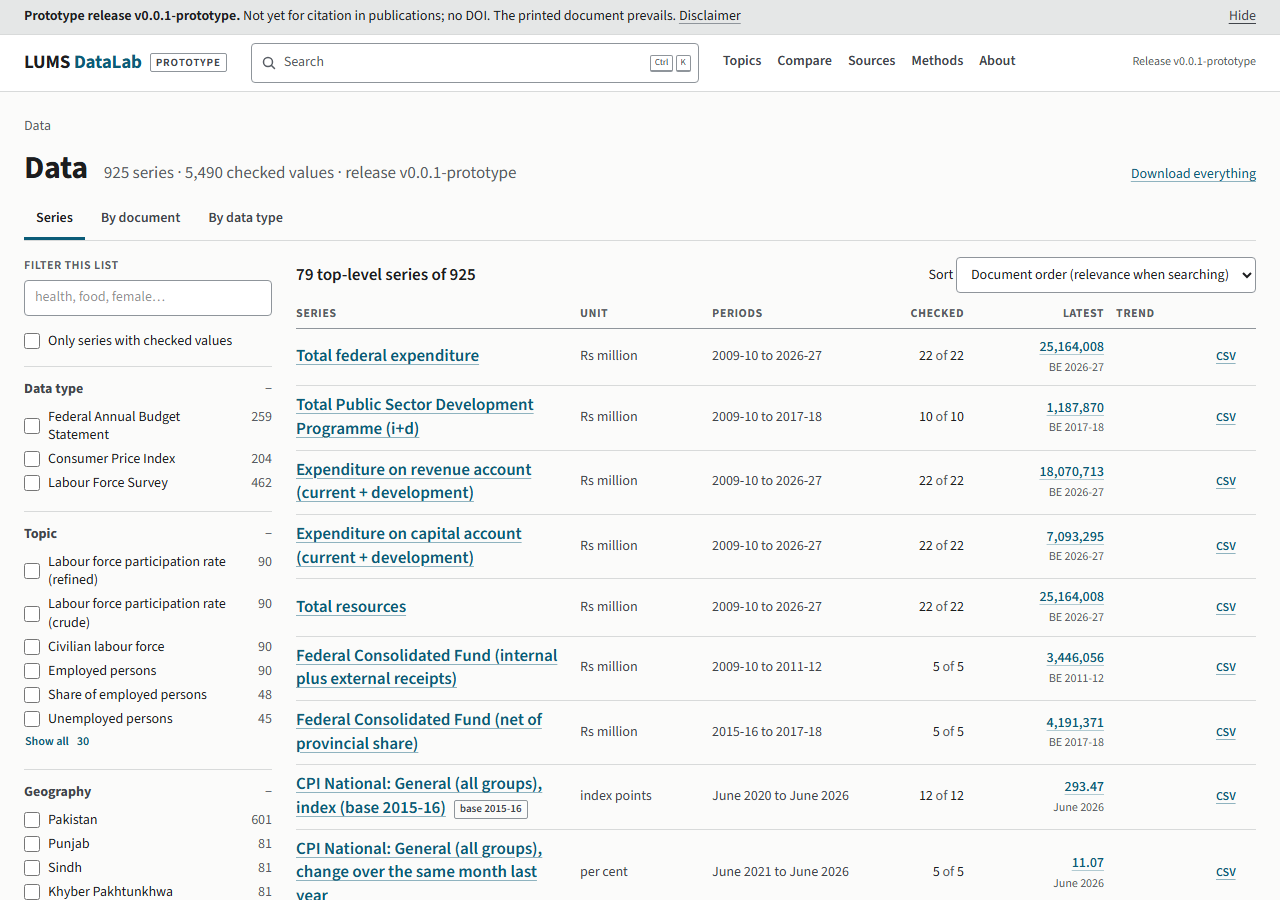 Prototype release v0.0.1-prototype. Not yet for citation in publications; no DOI. The printed document prevails. Disclaimer
Hide
LUMS DataLab PROTOTYPE
Search Ctrl K
Topics Compare Sources Methods About
Release v0.0.1-prototype
Data
Data 925 series · 5,490 checked values · release v0.0.1-prototype
Download everything
Series By document By data type
FILTER THIS LIST
health, food, female…
Only series with checked values
Data type –
Federal Annual Budget Statement 259
Consumer Price Index 204
Labour Force Survey 462
Topic –
Labour force participation rate (refined) 90
Labour force participation rate (crude) 90
Civilian labour force 90
Employed persons 90
Share of employed persons 48
Unemployed persons 45
Show all 30
Geography –
Pakistan 601
Punjab 81
Sindh 81
Khyber Pakhtunkhwa 81
79 top-level series of 925
Sort Document order (relevance when searching)
SERIES UNIT PERIODS CHECKED LATEST TREND
Total federal expenditure Rs million 2009-10 to 2026-27 22 of 22 25,164,008 BE 2026-27 CSV
Total Public Sector Development Programme (i+d) Rs million 2009-10 to 2017-18 10 of 10 1,187,870 BE 2017-18 CSV
Expenditure on revenue account (current + development) Rs million 2009-10 to 2026-27 22 of 22 18,070,713 BE 2026-27 CSV
Expenditure on capital account (current + development) Rs million 2009-10 to 2026-27 22 of 22 7,093,295 BE 2026-27 CSV
Total resources Rs million 2009-10 to 2026-27 22 of 22 25,164,008 BE 2026-27 CSV
Federal Consolidated Fund (internal plus external receipts) Rs million 2009-10 to 2011-12 5 of 5 3,446,056 BE 2011-12 CSV
Federal Consolidated Fund (net of provincial share) Rs million 2015-16 to 2017-18 5 of 5 4,191,371 BE 2017-18 CSV
CPI National: General (all groups), index (base 2015-16) base 2015-16 index points June 2020 to June 2026 12 of 12 293.47 June 2026 CSV
CPI National: General (all groups), change over the same month last year per cent June 2021 to June 2026 5 of 5 11.07 June 2026 CSV